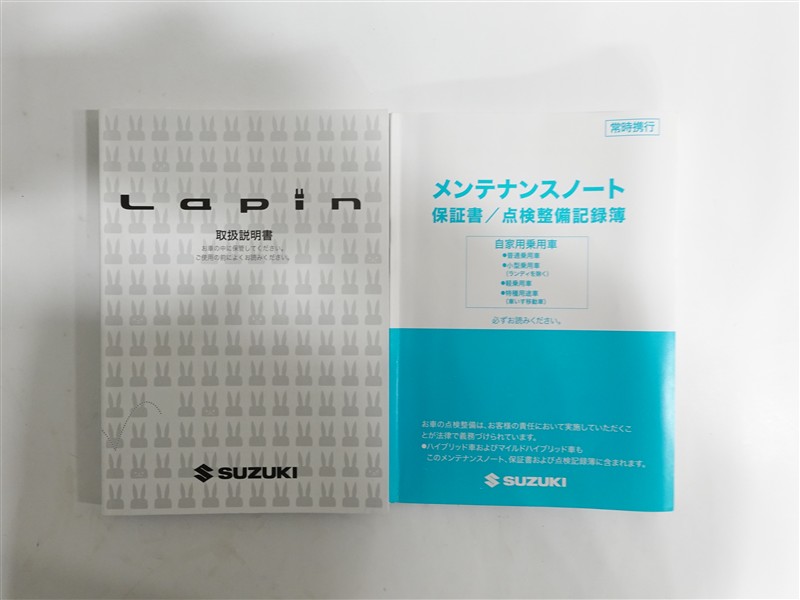 Lapin
取扱説明書
お車の中に保管してください。
ご使用の前によくお読みください。
SUZUKI
常時携行
メンテナンスノート
保証書／点検整備記録簿
自家用乗用車
●普通乗用車
●小型乗用車
(ランディを除く)
●軽乗用車
●特種用途車
(車いす移動車)
必ずお読みください。
お車の点検整備は、お客様の責任において実施していただくこ
とが法律で義務づけられています。
●ハイブリッド車およびマイルドハイブリッド車も
このメンテナンスノート、保証書および点検記録簿に含まれます。
SUZUKI